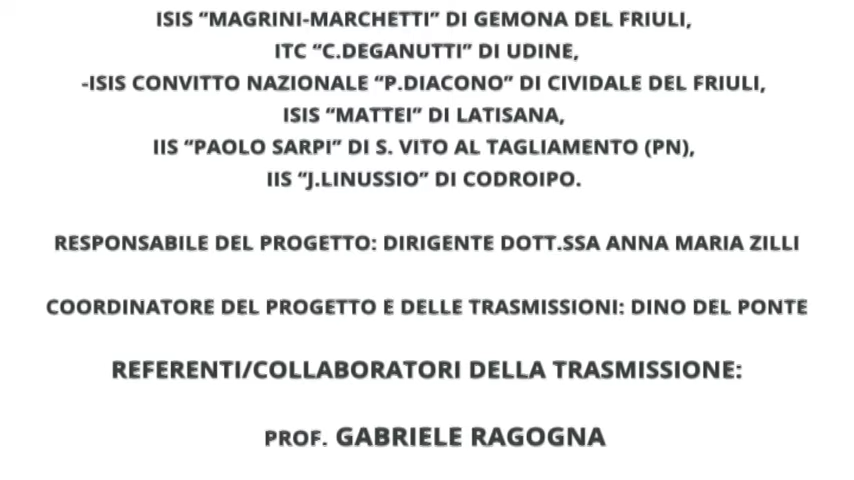 ISIS “MAGRINI-MARCHETTI” DI GEMONA DEL FRIULI,
ITC “C.DEGANUTTI” DI UDINE,
-ISIS CONVITTO NAZIONALE “P.DIACONO” DI CIVIDALE DEL FRIULI,
ISIS “MATTEI” DI LATISANA,
IIS “PAOLO SARPI” DI S. VITO AL TAGLIAMENTO (PN),
IIS “J.LINUSSIO” DI CODROIPO.
RESPONSABILE DEL PROGETTO: DIRIGENTE DOTT.SSA ANNA MARIA ZILLI
COORDINATORE DEL PROGETTO E DELLE TRASMISSIONI: DINO DEL PONTE
REFERENTI/COLLABORATORI DELLA TRASMISSIONE:
PROF. GABRIELE RAGOGNA